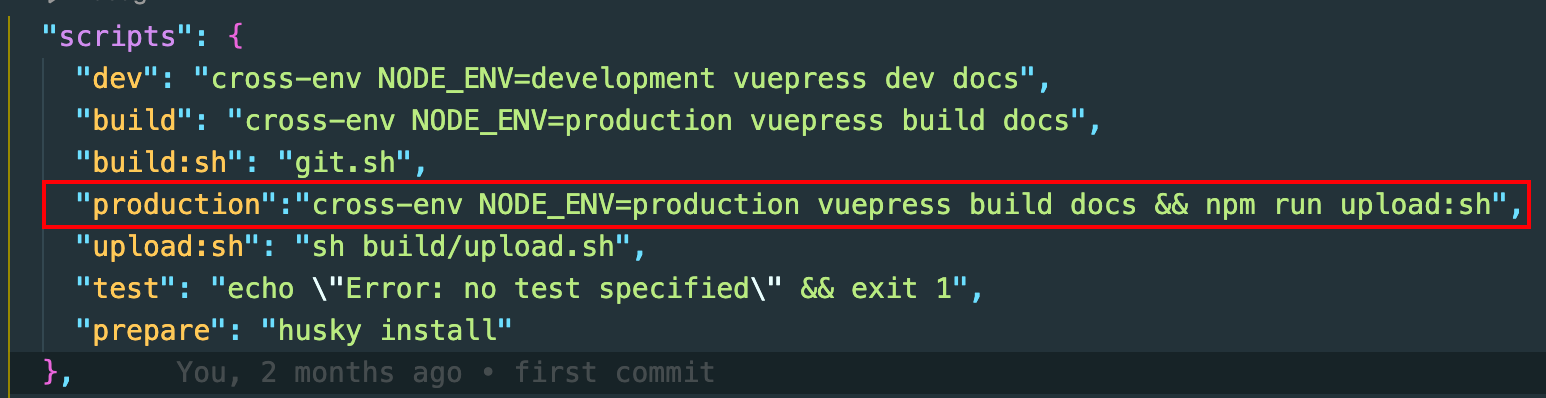 "scripts": {
"dev": "cross-env NODE_ENV=development vuepress dev docs",
"build": "cross-env NODE_ENV=production vuepress build docs",
"build:sh": "git.sh",
"production":"cross-env NODE_ENV=production vuepress build docs && npm run upload:sh",
"upload:sh": "sh build/upload.sh",
"test": "echo \"Error: no test specified\" && exit 1",
"prepare": "husky install"
}, You, 2 months ago • first commit